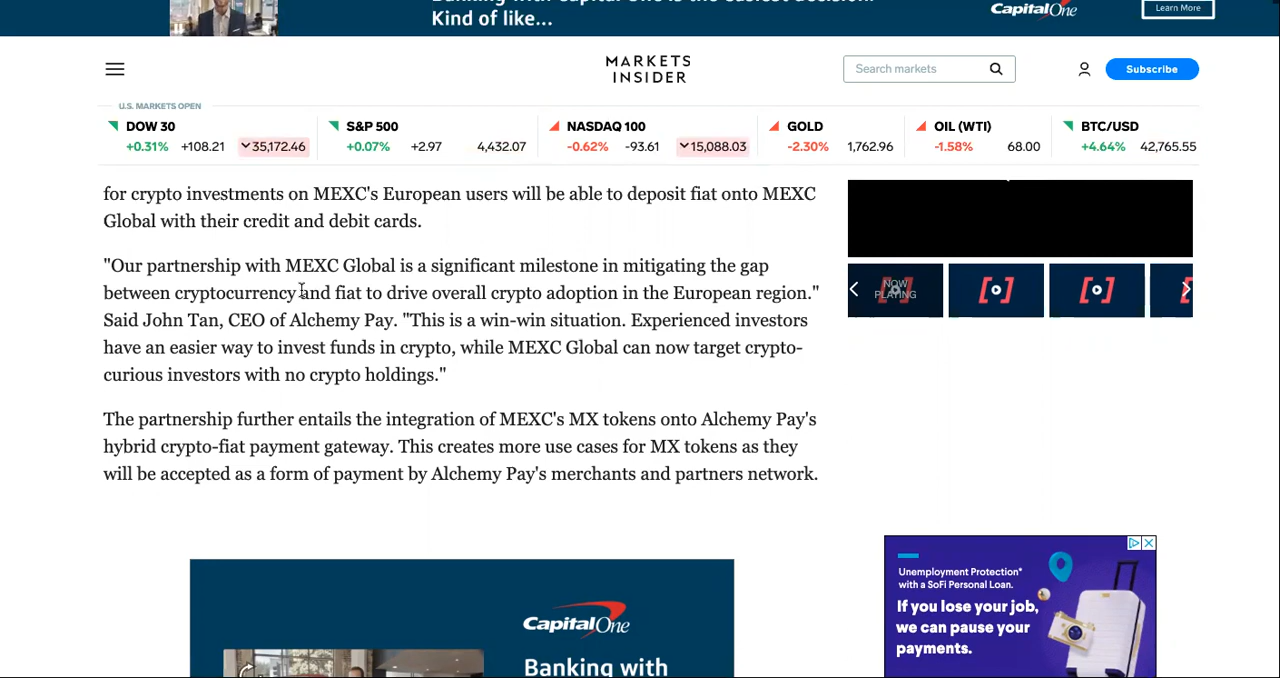 Banking with Capital One is the easiest decision.
Kind of like...
CapitalOne
Learn More
MARKETS
INSIDER
Search markets
Subscribe
U.S. MARKETS OPEN
DOW 30
+0.31% +108.21 35,172.46
S&P 500
+0.07% +2.97 4,432.07
NASDAQ 100
-0.62% -93.61 15,088.03
GOLD
-2.30% 1,762.96
OIL (WTI)
-1.58% 68.00
BTC/USD
+4.64% 42,765.55
for crypto investments on MEXC's European users will be able to deposit fiat onto MEXC
Global with their credit and debit cards.
"Our partnership with MEXC Global is a significant milestone in mitigating the gap
between cryptocurrency and fiat to drive overall crypto adoption in the European region."
Said John Tan, CEO of Alchemy Pay. "This is a win-win situation. Experienced investors
have an easier way to invest funds in crypto, while MEXC Global can now target crypto-
curious investors with no crypto holdings."
The partnership further entails the integration of MEXC's MX tokens onto Alchemy Pay's
hybrid crypto-fiat payment gateway. This creates more use cases for MX tokens as they
will be accepted as a form of payment by Alchemy Pay's merchants and partners network.
NOW
PLAYING
CapitalOne
Banking with
Unemployment Protection*
with a SoFi Personal Loan.
If you lose your job,
we can pause your
payments.